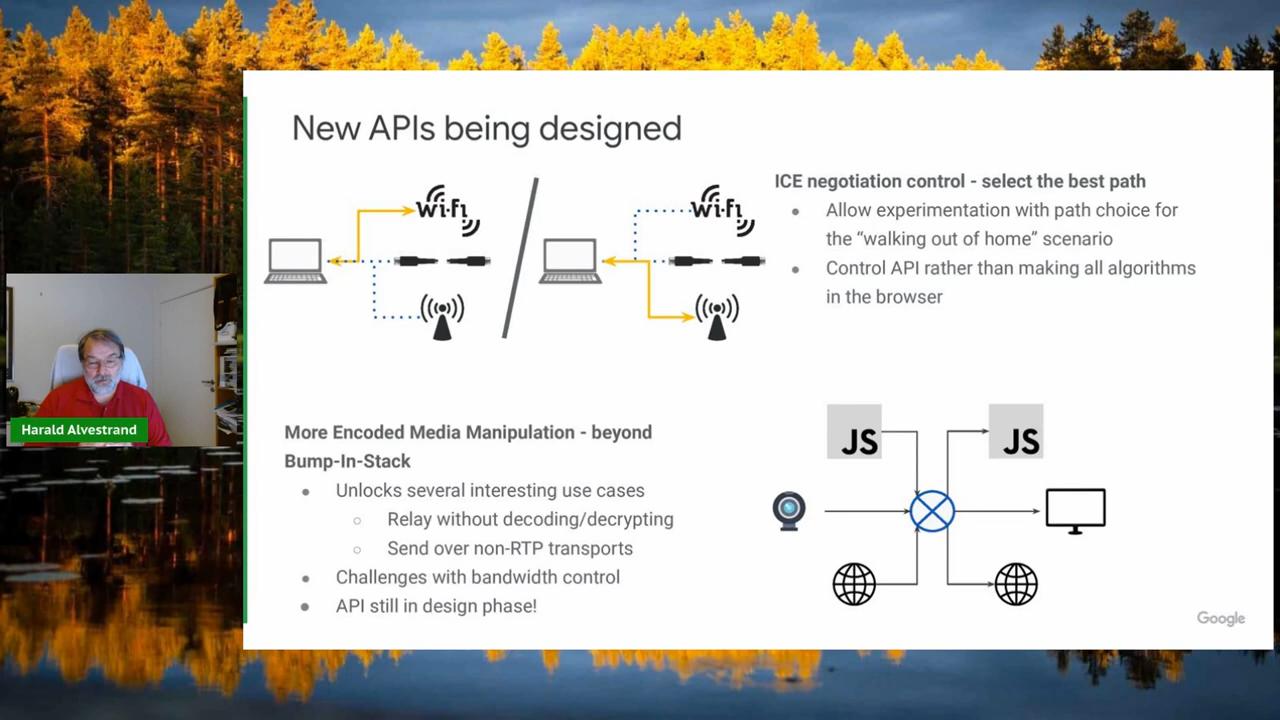 New APIs being designed
wi-fi
wi-fi
ICE negotiation control - select the best path
Allow experimentation with path choice for
the “walking out of home” scenario
Control API rather than making all algorithms
in the browser
Harald Alvestrand
More Encoded Media Manipulation - beyond
Bump-In-Stack
Unlocks several interesting use cases
Relay without decoding/decrypting
Send over non-RTP transports
Challenges with bandwidth control
API still in design phase!
JS
JS
Google